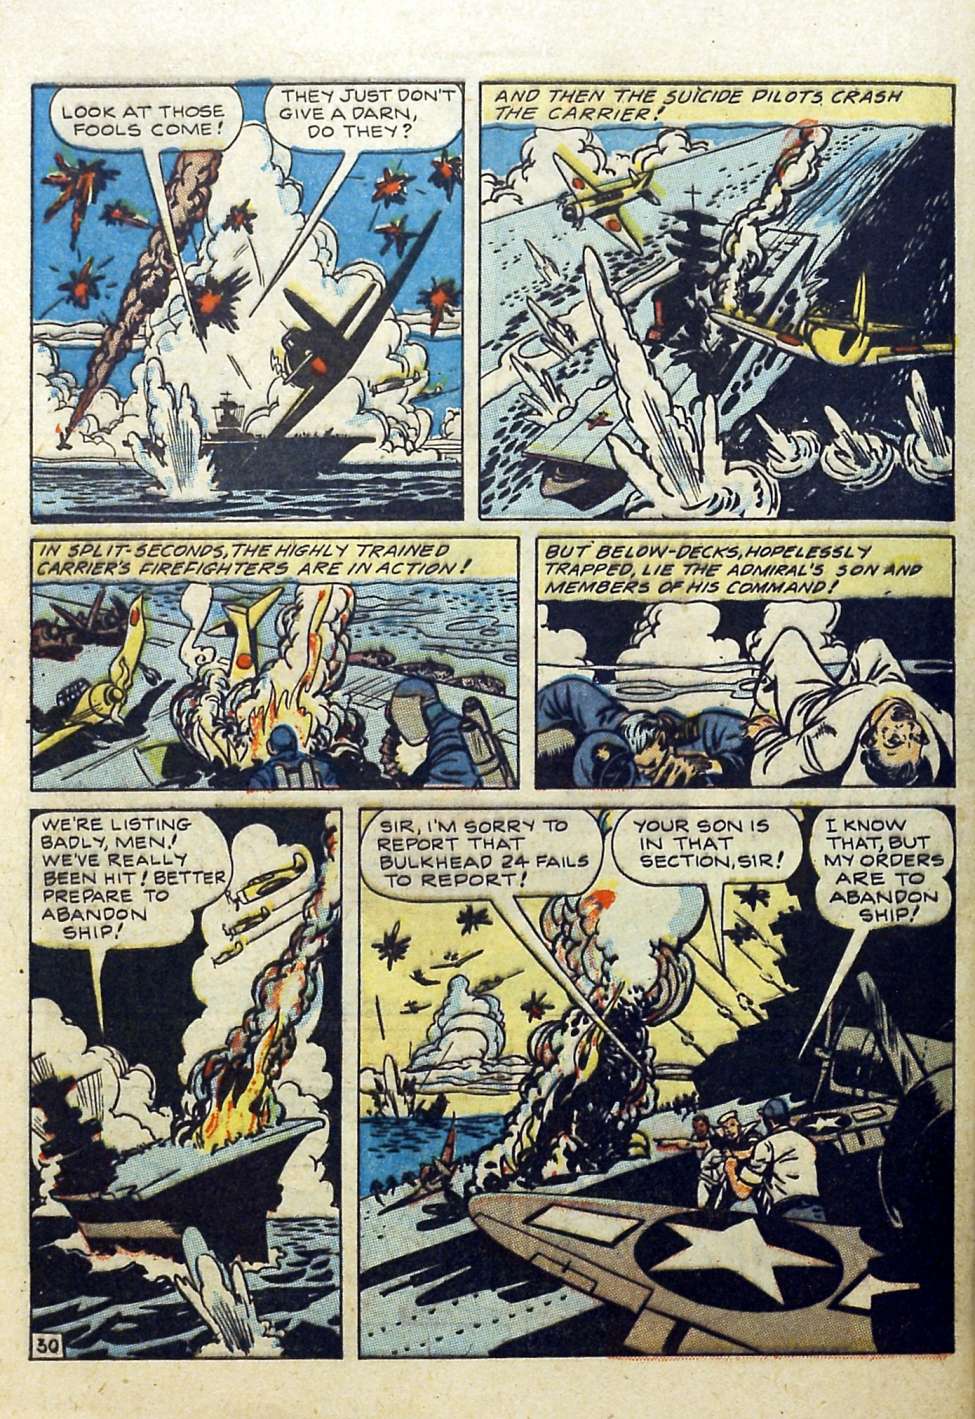 LOOK AT THOSE
FOOLS COME!
THEY JUST DON'T
GIVE A DARN,
DO THEY?
AND THEN THE SUICIDE PILOTS CRASH
THE CARRIER!
IN SPLIT-SECONDS, THE HIGHLY TRAINED
CARRIER'S FIREFIGHTERS ARE IN ACTION!
BUT BELOW-DECKS, HOPELESSLY
TRAPPED, LIE THE ADMIRAL'S SON AND
MEMBERS OF HIS COMMAND!
WE'RE LISTING
BADLY, MEN!
WE'VE REALLY
BEEN HIT! BETTER
PREPARE TO
ABANDON
SHIP!
SIR, I'M SORRY TO
REPORT THAT
BULKHEAD 24 FAILS
TO REPORT!
YOUR SON IS
IN THAT
SECTION, SIR!
I KNOW
THAT, BUT
MY ORDERS
ARE TO
ABANDON
SHIP!
30